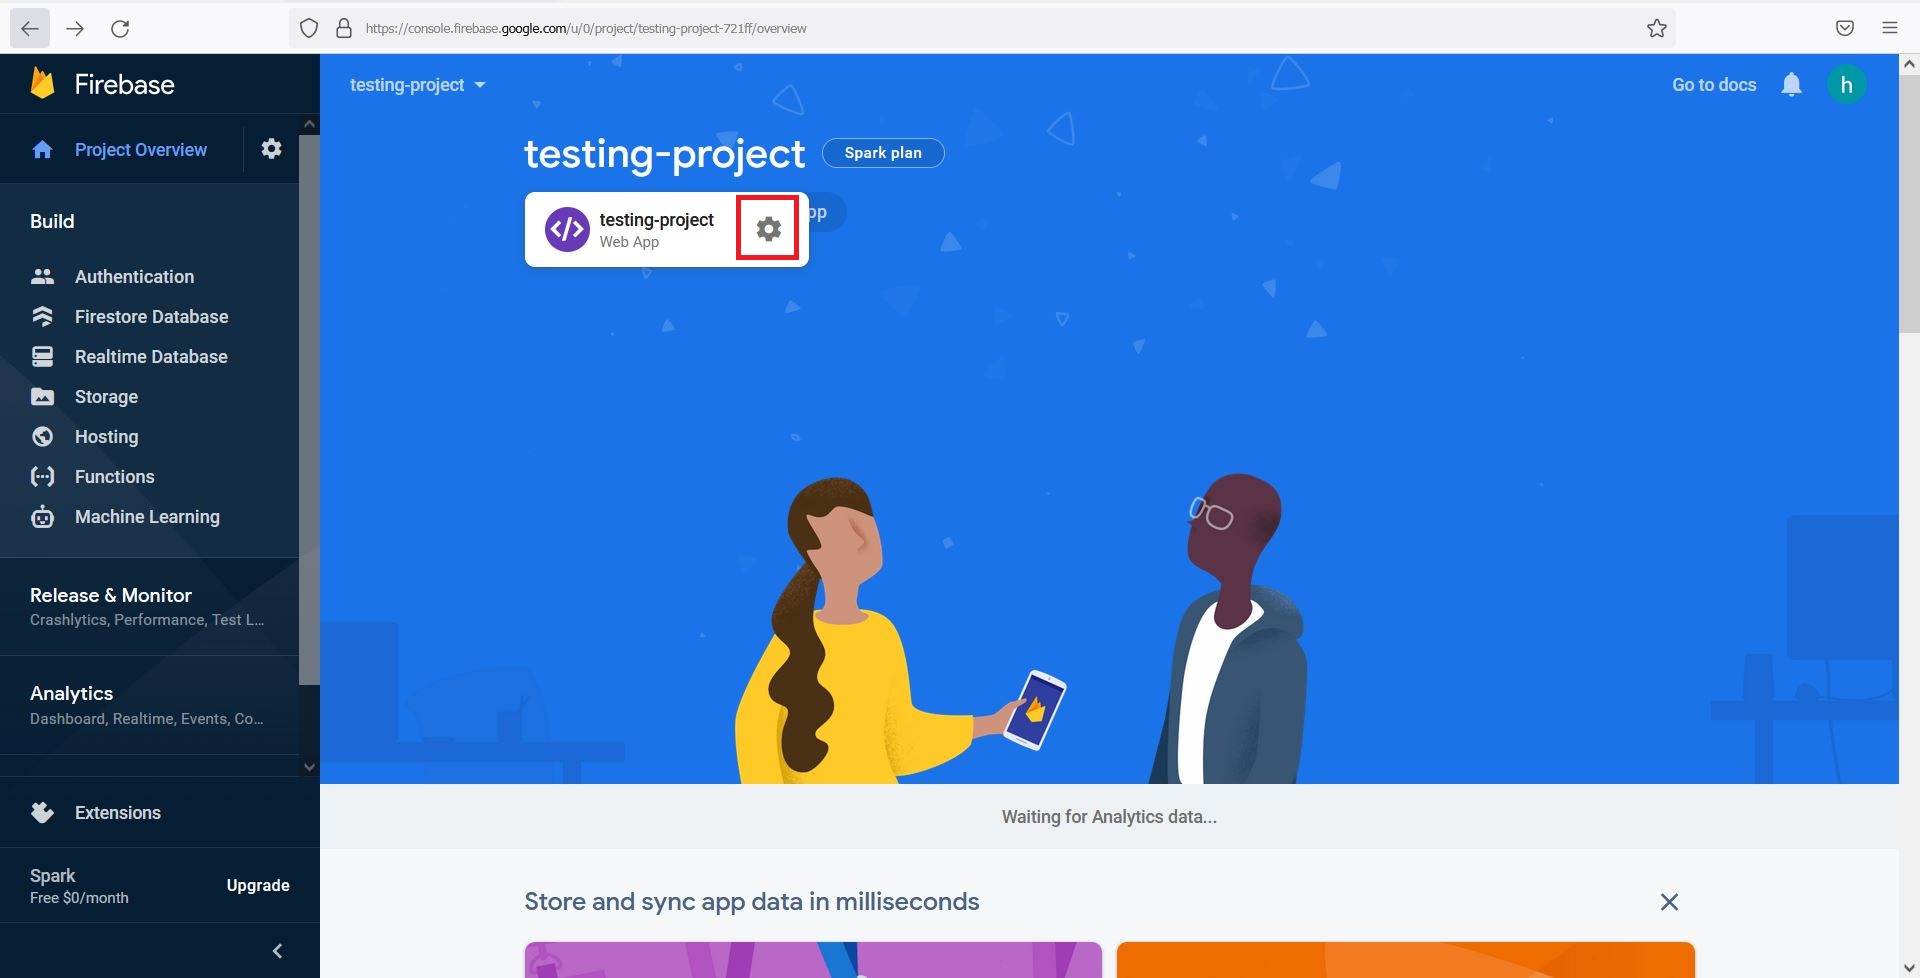 https://console.firebase.google.com/u/0/project/testing-project-721ff/overview
Firebase
Project Overview
Build
Authentication
Firestore Database
Realtime Database
Storage
Hosting
Functions
Machine Learning
Release & Monitor
Crashlytics, Performance, Test L...
Analytics
Dashboard, Realtime, Events, Co...
Extensions
Spark
Free $0/month
Upgrade
testing-project
Go to docs
h
testing-project
Spark plan
testing-project
Web App
pp
Waiting for Analytics data...
Store and sync app data in milliseconds